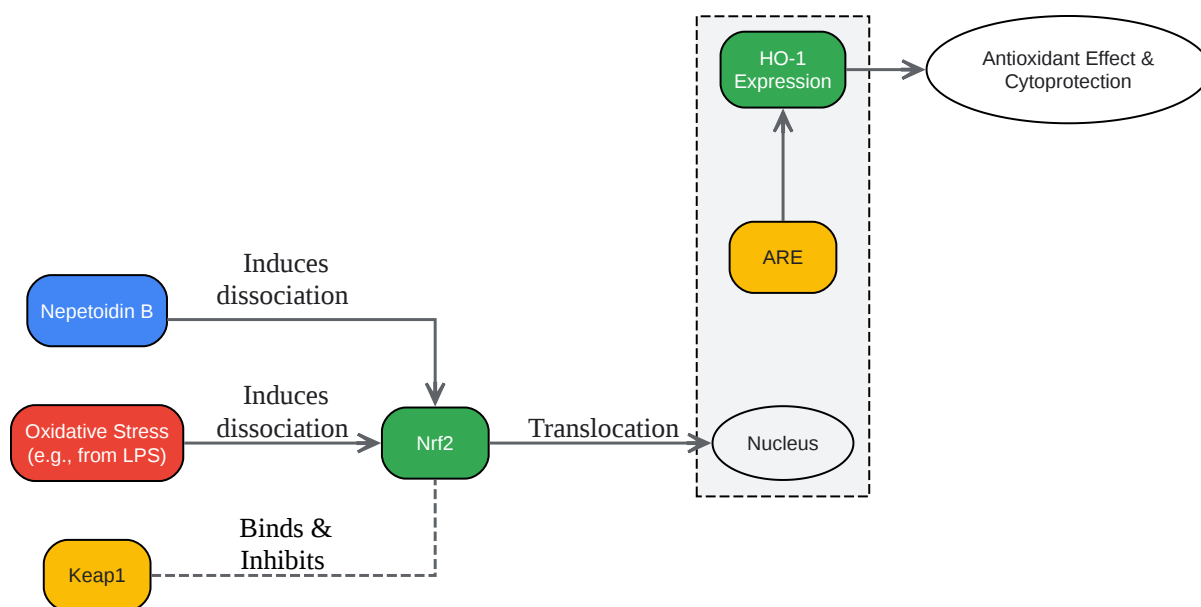 HO-1
Expression
Antioxidant Effect &
Cytoprotection
ARE
Induces
dissociation
Nepetoidin B
Induces
dissociation
Oxidative Stress
(e.g., from LPS)
Nrf2
Translocation
Nucleus
Binds &
Inhibits
Keap1